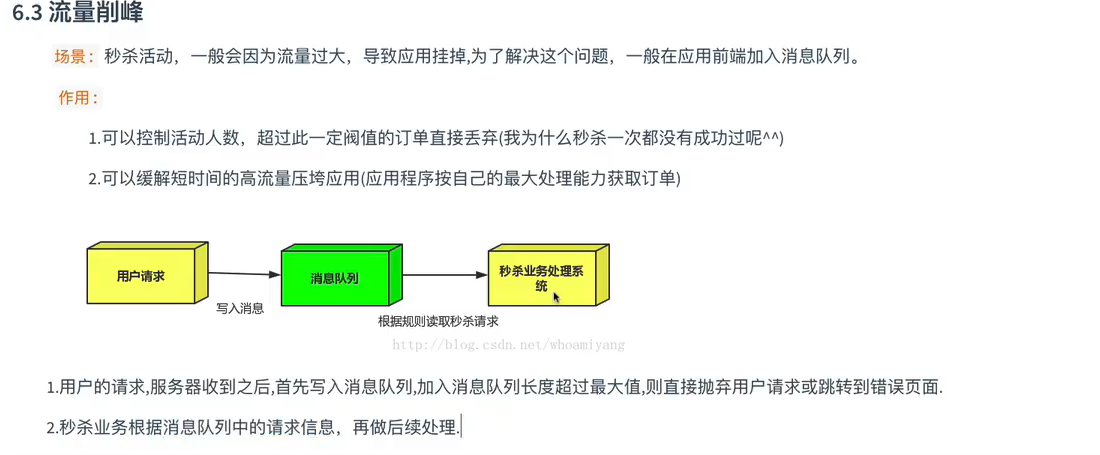 6.3 流量削峰
场景：秒杀活动，一般会因为流量过大，导致应用挂掉,为了解决这个问题，一般在应用前端加入消息队列。
作用：
1.可以控制活动人数，超过此一定阀值的订单直接丢弃(我为什么秒杀一次都没有成功过呢^^)
2.可以缓解短时间的高流量压垮应用(应用程序按自己的最大处理能力获取订单)
用户请求
消息队列
秒杀业务处理系
统
写入消息
根据规则读取秒杀请求
http://blog.csdn.net/whoamiyang
1.用户的请求,服务器收到之后,首先写入消息队列,加入消息队列长度超过最大值,则直接抛弃用户请求或跳转到错误页面.
2.秒杀业务根据消息队列中的请求信息，再做后续处理.